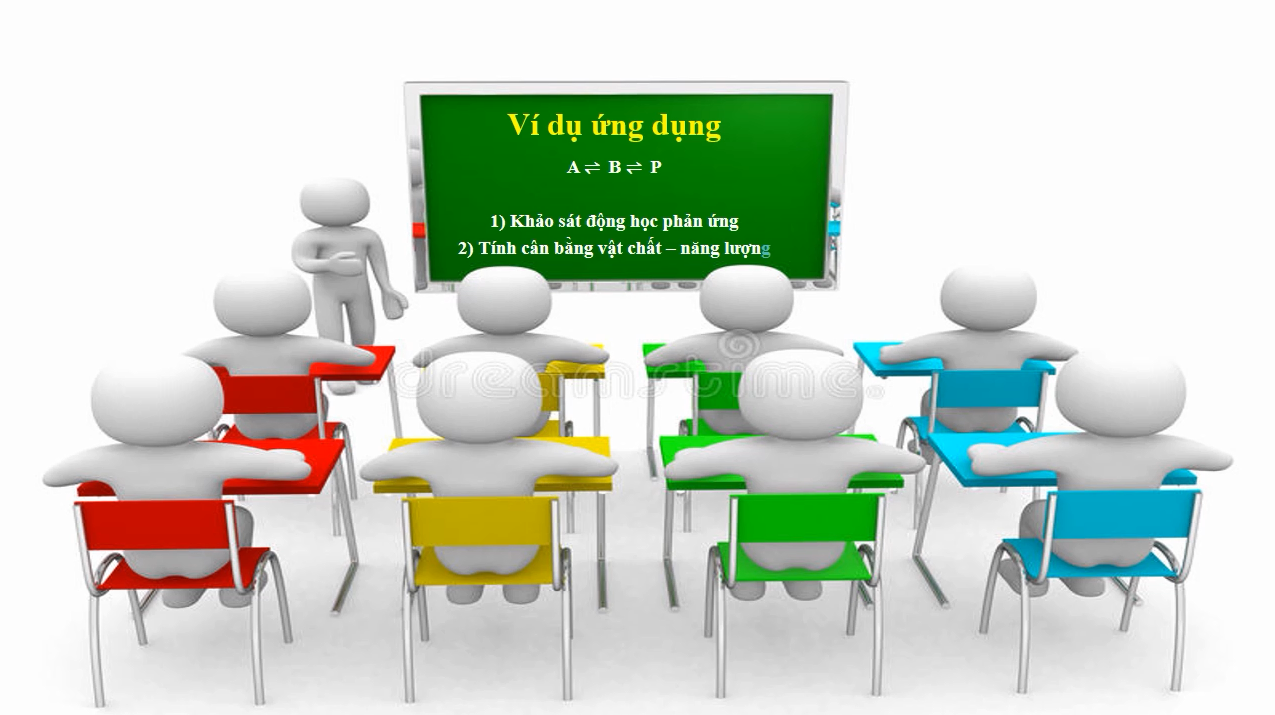 Ví dụ ứng dụng
A ⇌ B ⇌ P
1) Khảo sát động học phản ứng
2) Tính cân bằng vật chất – năng lượng
dreamstime.